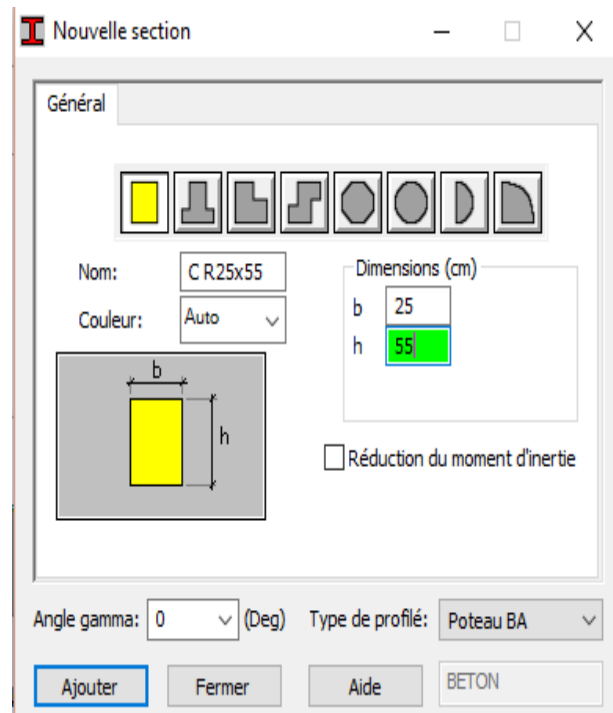 Nouvelle section
Général
Nom: C R25x55
Couleur: Auto
Dimensions (cm)
b 25
h 55
b
h
Réduction du moment d'inertie
Angle gamma: 0 (Deg) Type de profilé: Poteau BA
Ajouter Fermer Aide BETON